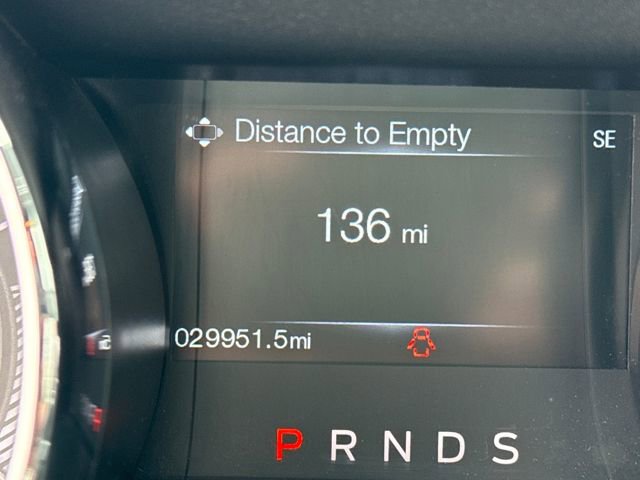 Distance to Empty
SE
136 mi
029951.5mi
P R N D S